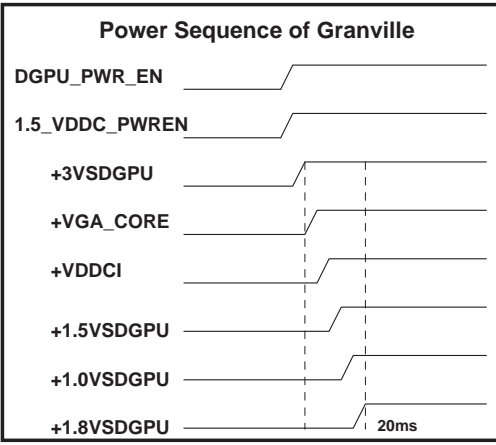 Power Sequence of Granville
DGPU_PWR_EN
1.5_VDDC_PWREN
+3VSDGPU
+VGA_CORE
+VDDCI
+1.5VSDGPU
+1.0VSDGPU
+1.8VSDGPU
20ms